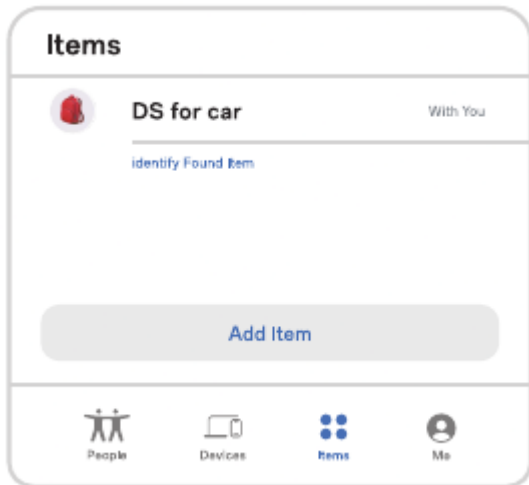 Items
DS for car
With You
identify Found Item
Add Item
People
Devices
Items
Me